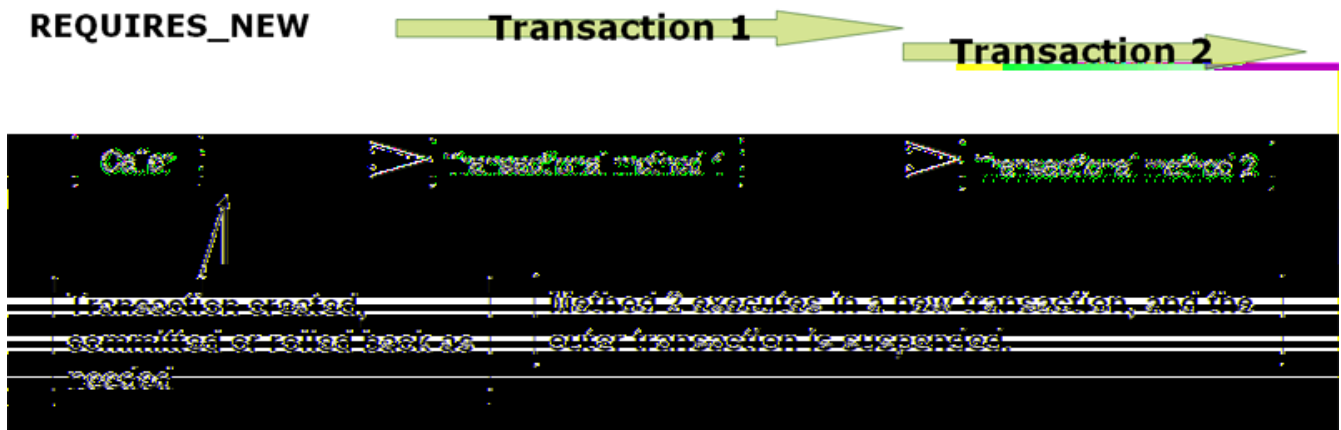 REQUIRES_NEW
Transaction 1
Transaction 2
Caller
Transactional method 1
Transactional method 2
Transaction created,
committed or rolled back as
needed
Method 2 executes in a new transaction, and the
outer transaction is suspended.